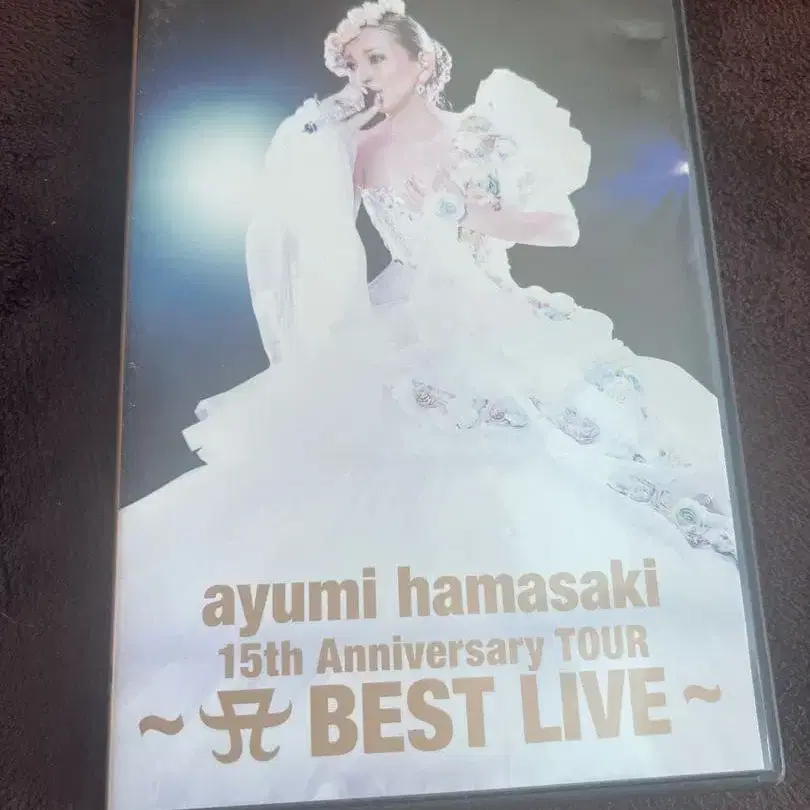 ayumi hamasaki
15th Anniversary TOUR
~ A BEST LIVE ~